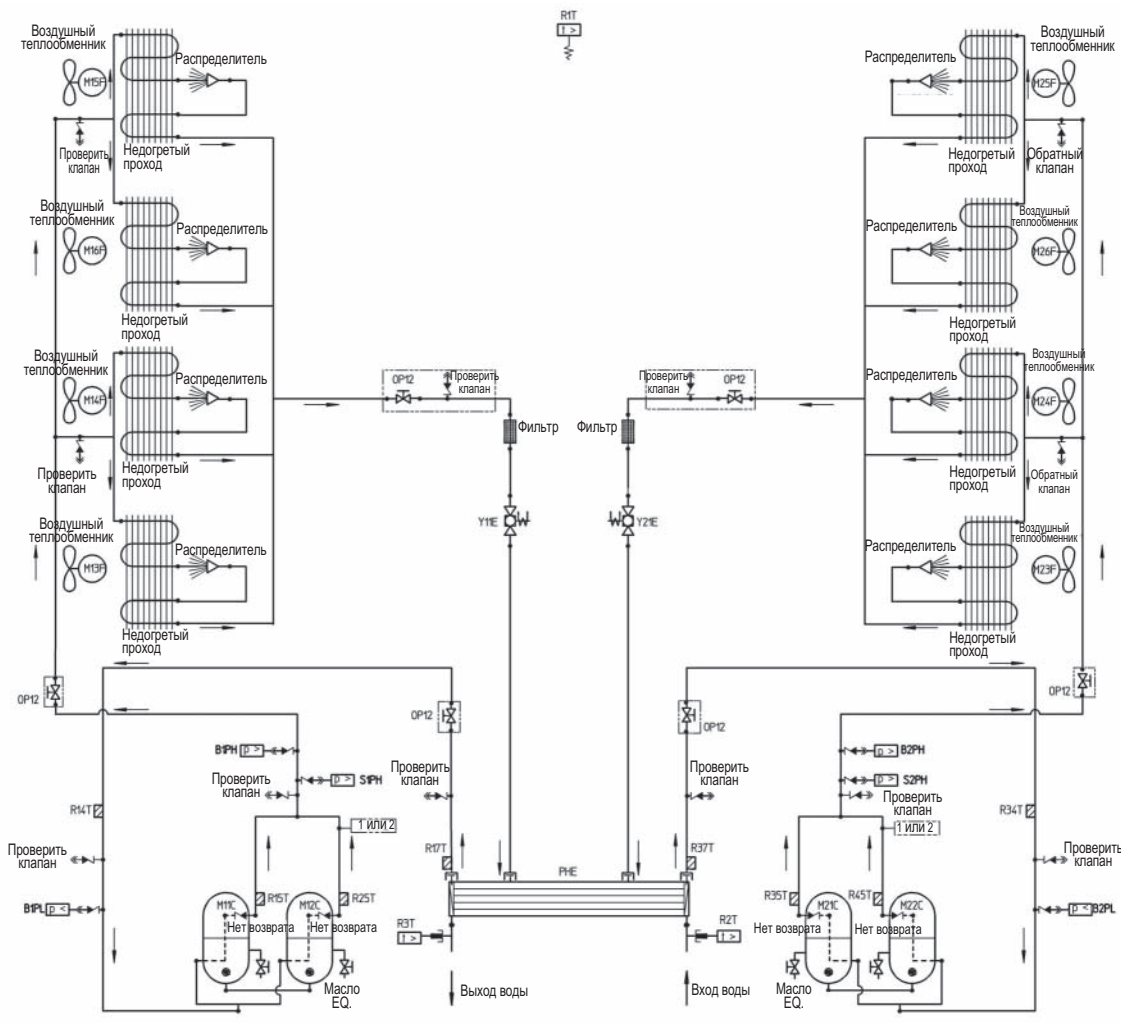 R1T
t >
Воздушный
теплообменник
M15F
Распределитель
Проверить
клапан
Недогретый
проход
Воздушный
теплообменник
M16F
Распределитель
Недогретый
проход
Воздушный
теплообменник
M14F
Распределитель
Проверить
клапан
Недогретый
проход
Воздушный
теплообменник
M13F
Распределитель
Недогретый
проход
Воздушный
теплообменник
Распределитель
M25F
Недогретый
проход
Обратный
клапан
Воздушный
теплообменник
Распределитель
M26F
Недогретый
проход
Воздушный
теплообменник
Распределитель
M24F
Недогретый
проход
Обратный
клапан
Воздушный
теплообменник
Распределитель
M23F
Недогретый
проход
OP12
Проверить
клапан
Проверить
клапан
OP12
Фильтр
Фильтр
Y11E
Y21E
OP12
OP12
OP12
OP12
B1PH
p >
p >
S1PH
Проверить
клапан
R14T
1 или 2
Проверить
клапан
B1PL
p <
M11C
R15T
M12C
R25T
Нет возврата
Нет возврата
Масло
EQ.
Проверить
клапан
R17T
PHE
R37T
Проверить
клапан
R3T
t >
R2T
t >
Выход воды
Вход воды
p >
B2PH
p >
S2PH
Проверить
клапан
1 или 2
R34T
Проверить
клапан
R35T
M21C
R45T
M22C
Нет возврата
Нет возврата
p <
B2PL